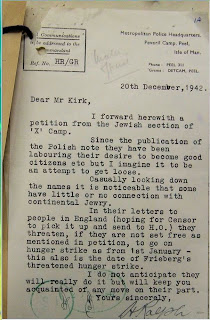 Communications
to be addressed to the
Commandant
Ref. No. HR/GR
Metropolitan Police Headquarters,
Peveril Camp, Peel,
Isle of Man.
Phone: PEEL
Grams: DETCAM, PEEL.
20th December, 1942.
Dear Mr Kirk,
I forward herewith a
petition from the Jewish section of
'X' Camp.
Since the publication of
the Polish note they have been
labouring their desire to become good
citizens etc but I imagine it to be
an attempt to get loose.
Casually looking down
the names it is noticeable that some
have little or no connection with
continental Jewry.
In their letters to
people in England (hoping for Censor
to pick it up and send to H.O.) they
threaten, if they are not set free as
mentioned in petition, to go on
hunger strike as from 1st January -
this also is the date of Frieberg's
threatened hunger strike.
I do not anticipate they
will really do it but will keep you
acquainted of any move on their part.
Yours sincerely,